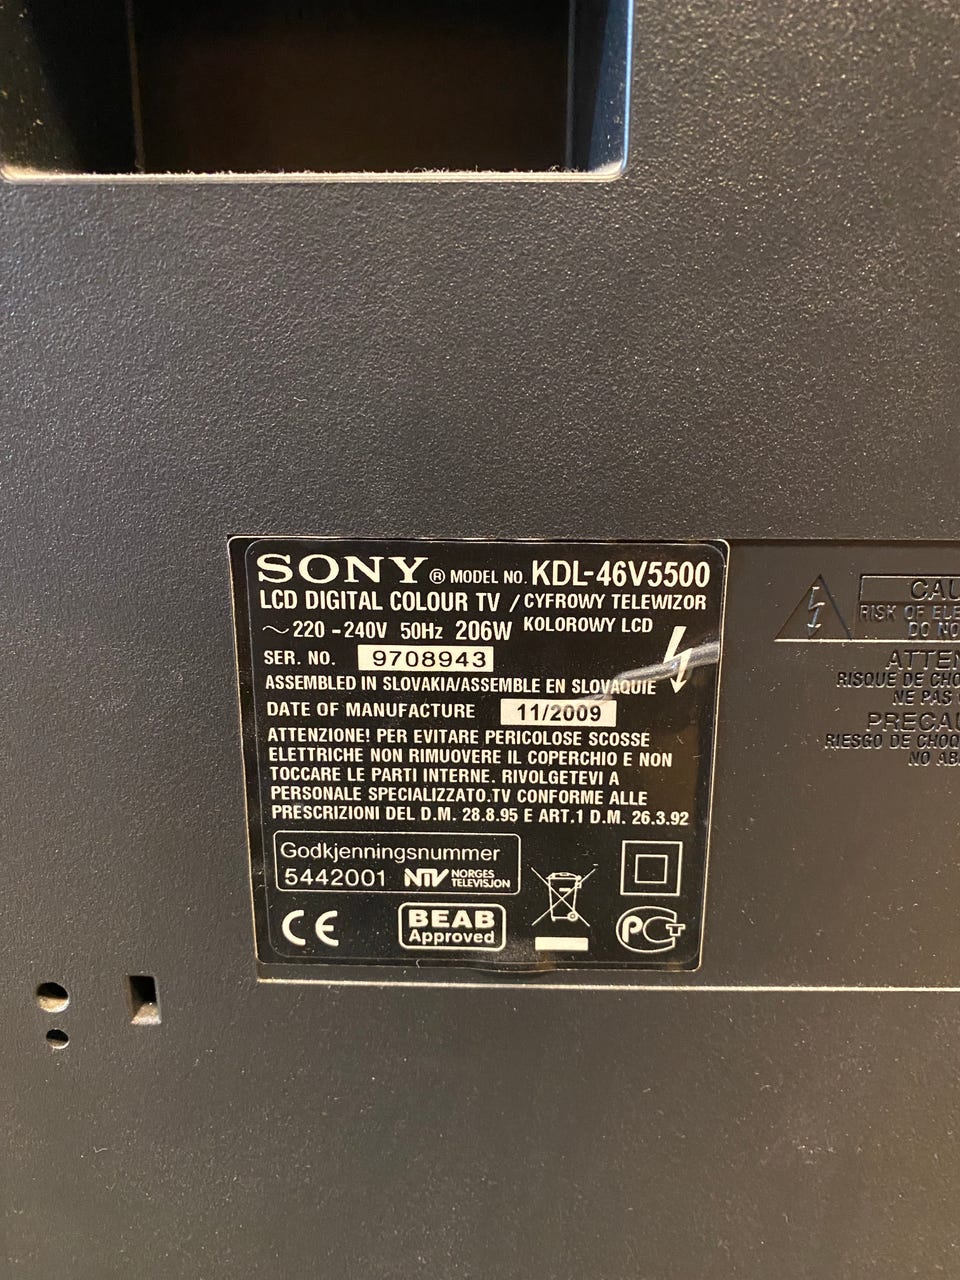 SONY ® MODEL NO. KDL-46V5500
LCD DIGITAL COLOUR TV / CYFROWY TELEWIZOR
KOLOROWY LCD
~220 - 240V 50Hz 206W
SER. NO. 9708943
ASSEMBLED IN SLOVAKIA/ASSEMBLE EN SLOVAQUIE
DATE OF MANUFACTURE 11/2009
ATTENZIONE! PER EVITARE PERICOLOSE SCOSSE
ELETTRICHE NON RIMUOVERE IL COPERCHIO E NON
TOCCARE LE PARTI INTERNE. RIVOLGETEVI A
PERSONALE SPECIALIZZATO.TV CONFORME ALLE
PRESCRIZIONI DEL D.M. 28.8.95 E ART.1 D.M. 26.3.92
Godkjenningsnummer
5442001 NTV NORGES
TELEVISJON
CE
BEAB
Approved
PCT
CAU
RISK OF ELE
DO NO
ATTEN
RISQUE DE CHO
NE PAS
PRECAU
RIESGO DE CHOQ
NO AB